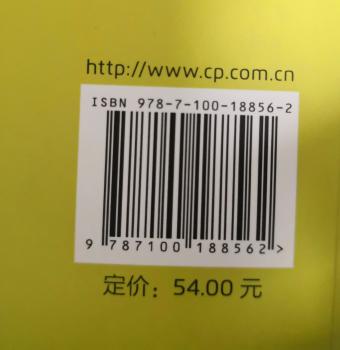 http://www.cp.com.cn
ISBN 978-7-100-18856-2
9 787100 188562 >
定价：54.00 元